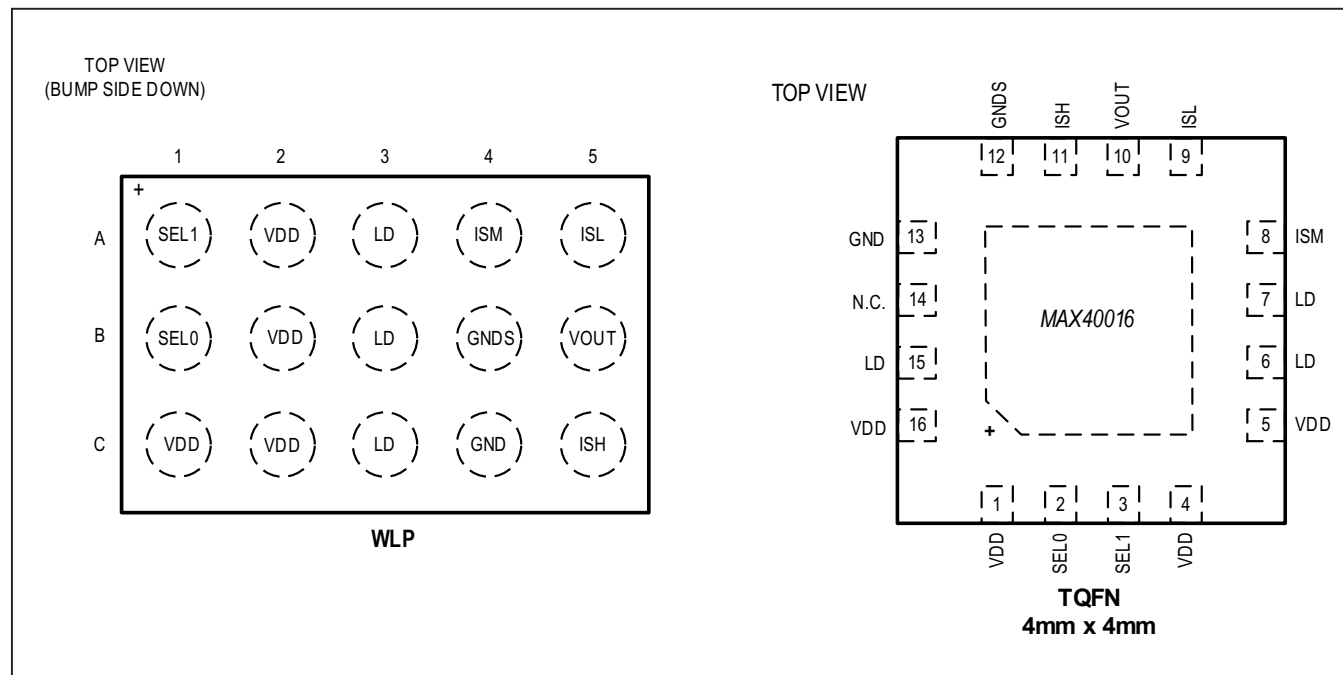 TOP VIEW
(BUMP SIDE DOWN)
1 2 3 4 5
+
A SEL1 VDD LD ISM ISL
B SEL0 VDD LD GNDS VOUT
C VDD VDD LD GND ISH
WLP
TOP VIEW
GNDS ISH VOUT ISL
12 11 10 9
GND 13 8 ISM
N.C. 14 7 LD
MAX40016
LD 15 6 LD
VDD 16 5 VDD
+
1 2 3 4
VDD SEL0 SEL1 VDD
TQFN
4mm x 4mm